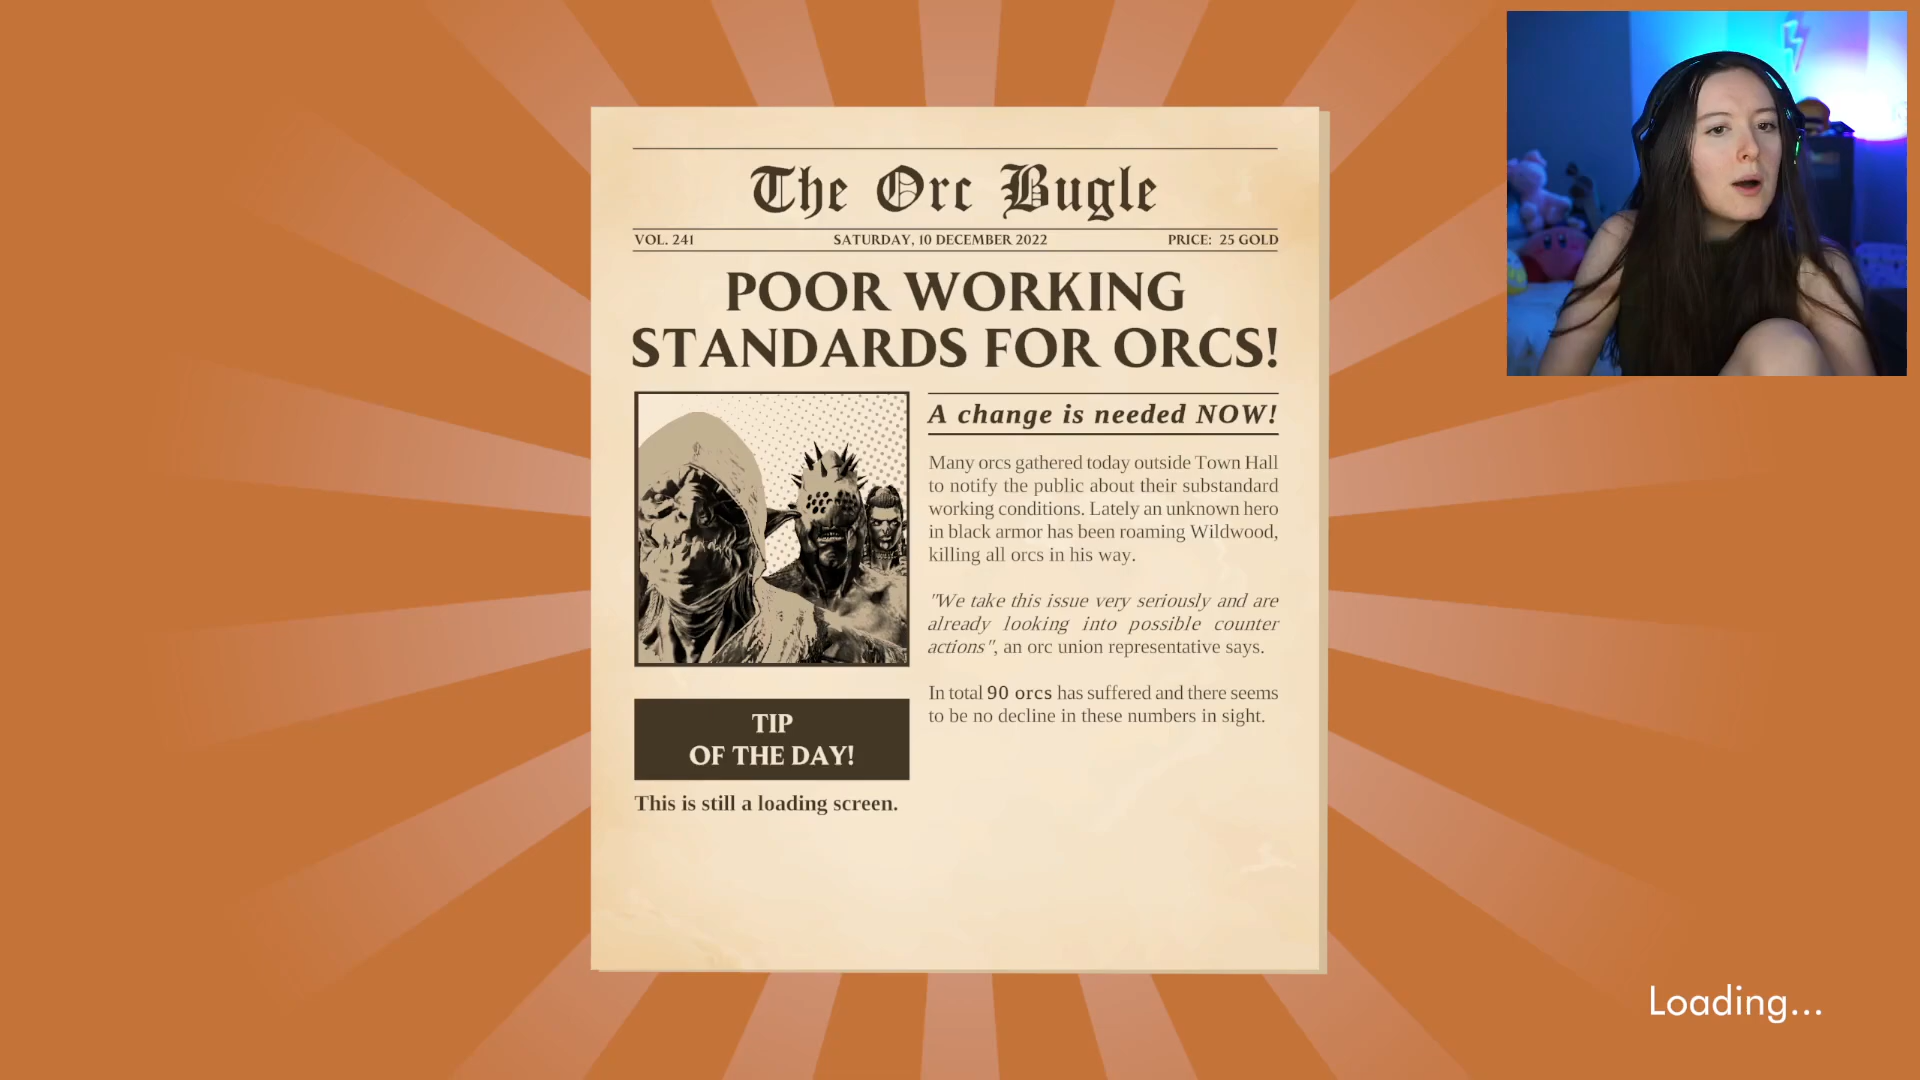 The Orc Bugle
VOL. 241 SATURDAY, 10 DECEMBER 2022 PRICE: 25 GOLD
POOR WORKING
STANDARDS FOR ORCS!
A change is needed NOW!
Many orcs gathered today outside Town Hall
to notify the public about their substandard
working conditions. Lately an unknown hero
in black armor has been roaming Wildwood,
killing all orcs in his way.
"We take this issue very seriously and are
already looking into possible counter
actions", an orc union representative says.
In total 90 orcs has suffered and there seems
to be no decline in these numbers in sight.
TIP
OF THE DAY!
This is still a loading screen.
Loading...